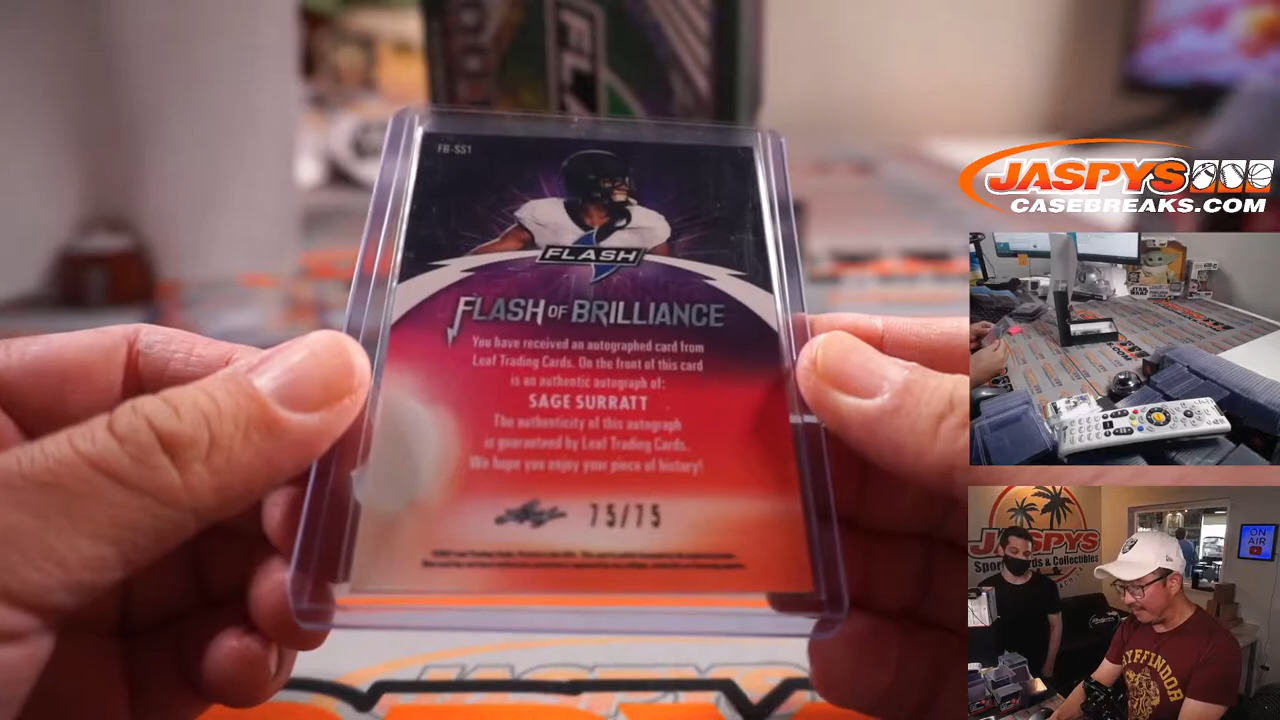 FB-SS1
FLASH
FLASH OF BRILLIANCE
You have received an autographed card from
Leaf Trading Cards. On the front of this card
is an authentic autograph of:
SAGE SURRATT
The authenticity of this autograph
is guaranteed by Leaf Trading Cards.
We hope you enjoy your piece of history!
Leaf 75/75
JASPYS
CASEBREAKS.COM
STAR WARS
JASPYS
ON AIR
GRYFFINDOR